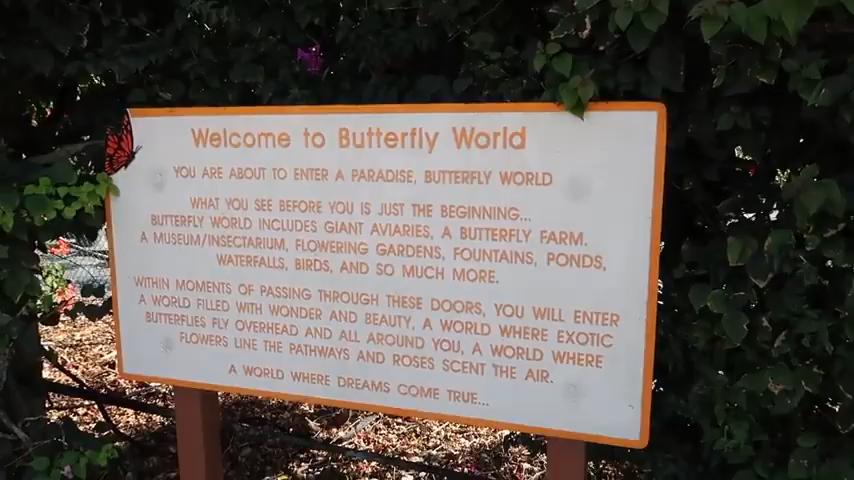 Welcome to Butterfly World
YOU ARE ABOUT TO ENTER A PARADISE, BUTTERFLY WORLD
WHAT YOU SEE BEFORE YOU IS JUST THE BEGINNING...
BUTTERFLY WORLD INCLUDES GIANT AVIARIES, A BUTTERFLY FARM.
A MUSEUM/INSECTARIUM, FLOWERING GARDENS, FOUNTAINS, PONDS,
WATERFALLS, BIRDS, AND SO MUCH MORE.
WITHIN MOMENTS OF PASSING THROUGH THESE DOORS, YOU WILL ENTER
A WORLD FILLED WITH WONDER AND BEAUTY, A WORLD WHERE EXOTIC
BUTTERFLIES FLY OVERHEAD AND ALL AROUND YOU, A WORLD WHERE
FLOWERS LINE THE PATHWAYS AND ROSES SCENT THE AIR.
A WORLD WHERE DREAMS COME TRUE...